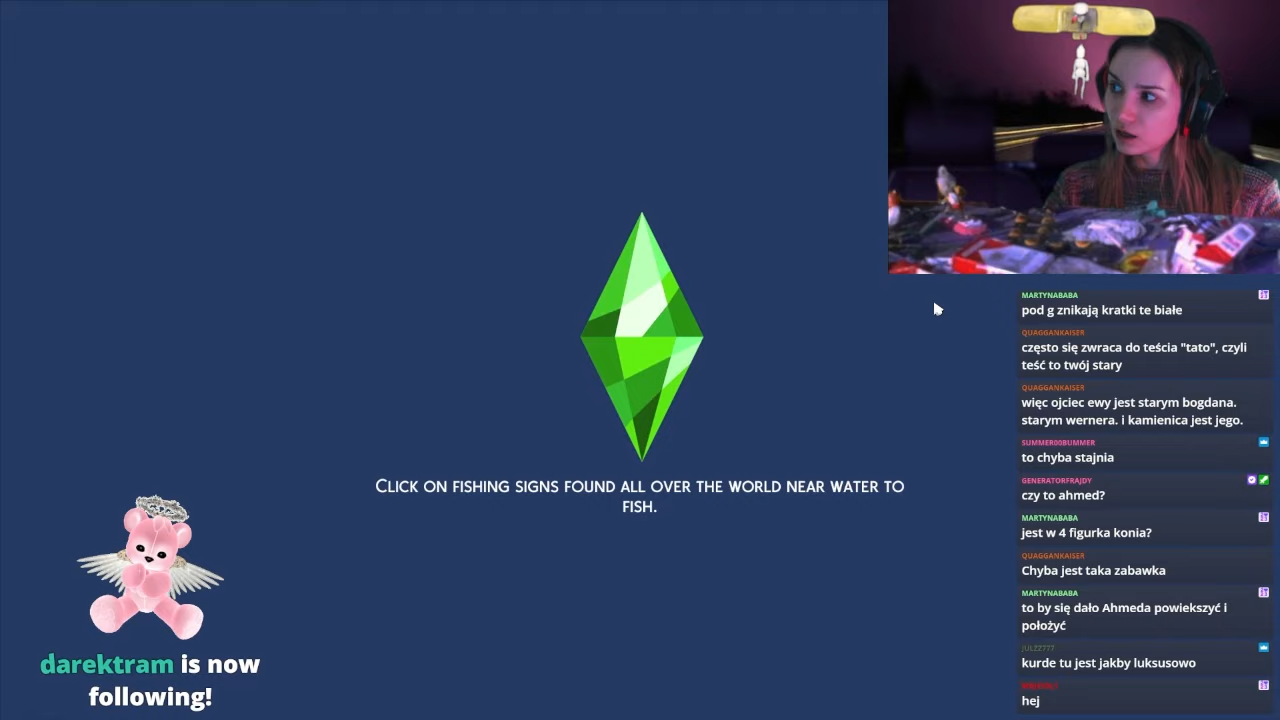 CLICK ON FISHING SIGNS FOUND ALL OVER THE WORLD NEAR WATER TO
FISH.
darektram is now
following!
MARTYNABABA
pod g znikają kratki te białe
QUAGGANKAISER
często się zwraca do teścia "tato", czyli
teść to twój stary
QUAGGANKAISER
więc ojciec ewy jest starym bogdana.
starym wernera. i kamienica jest jego.
SUMMER00BUMMER
to chyba stajnia
GENERATORFRAJDY
czy to ahmed?
MARTYNABABA
jest w 4 figurka konia?
QUAGGANKAISER
Chyba jest taka zabawka
MARTYNABABA
to by się dało Ahmeda powiekszyć i
położyć
JULZZ777
kurde tu jest jakby luksusowo
hej